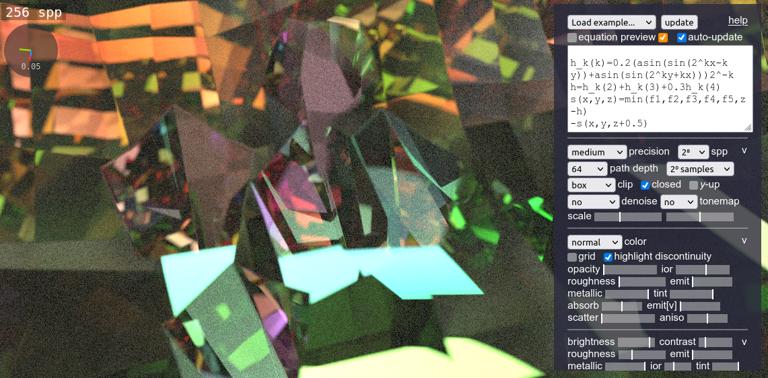 256 spp
0.05
Load example... update help
equation preview auto-update
h_k(k)=0.2(asin(sin(2^kx-k
y))+asin(sin(2^ky+kx)))2^-k
h=h_k(2)+h_k(3)+0.3h_k(4)
s(x,y,z)=min(f1,f2,f3,f4,f5,z
-h)
-s(x,y,z+0.5)
medium precision 2⁸ spp v
64 path depth 2⁰ samples
box clip closed y-up
no denoise no tonemap
scale
normal color v
grid highlight discontinuity
opacity ior
roughness emit
metallic tint
absorb emit[v]
scatter aniso
brightness contrast v
roughness emit
metallic ior tint